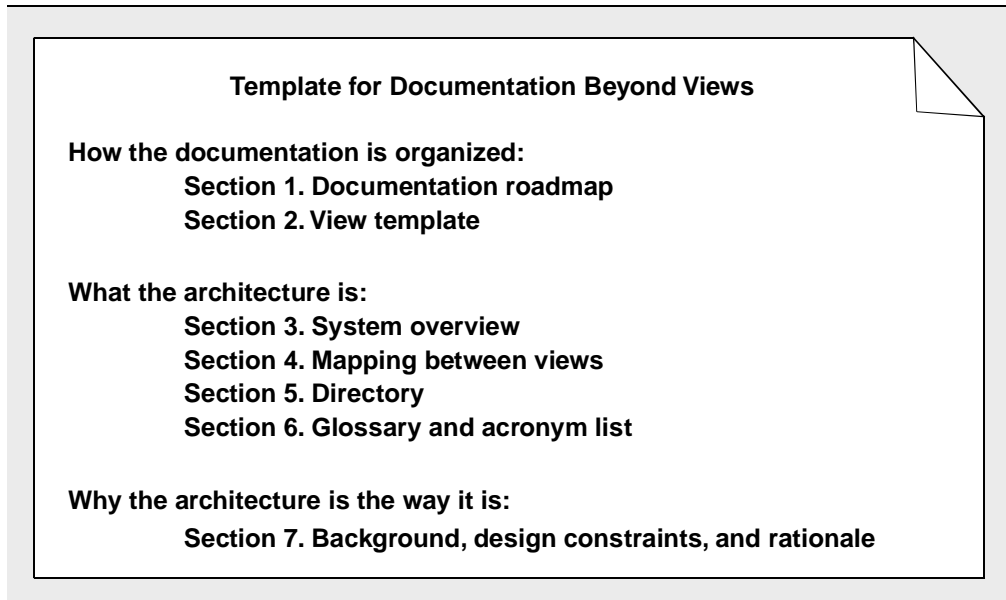 Template for Documentation Beyond Views
How the documentation is organized:
Section 1. Documentation roadmap
Section 2. View template
What the architecture is:
Section 3. System overview
Section 4. Mapping between views
Section 5. Directory
Section 6. Glossary and acronym list
Why the architecture is the way it is:
Section 7. Background, design constraints, and rationale